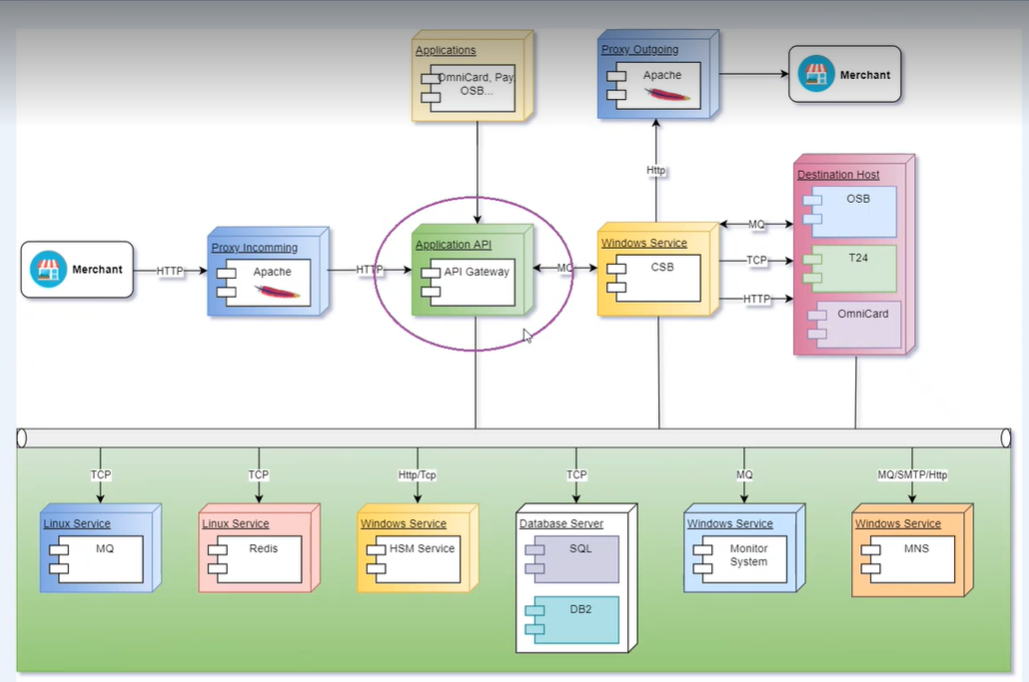 Applications
OmniCard, Pay,
OSB...
Proxy Outgoing
Apache
Merchant
Http
Destination Host
OSB
T24
OmniCard
Merchant
HTTP
Proxy Incomming
Apache
HTTP
Application API
API Gateway
MQ
Windows Service
CSB
MQ
TCP
HTTP
TCP
TCP
Http/Tcp
TCP
MQ
MQ/SMTP/Http
Linux Service
MQ
Linux Service
Redis
Windows Service
HSM Service
Database Server
SQL
DB2
Windows Service
Monitor
System
Windows Service
MNS